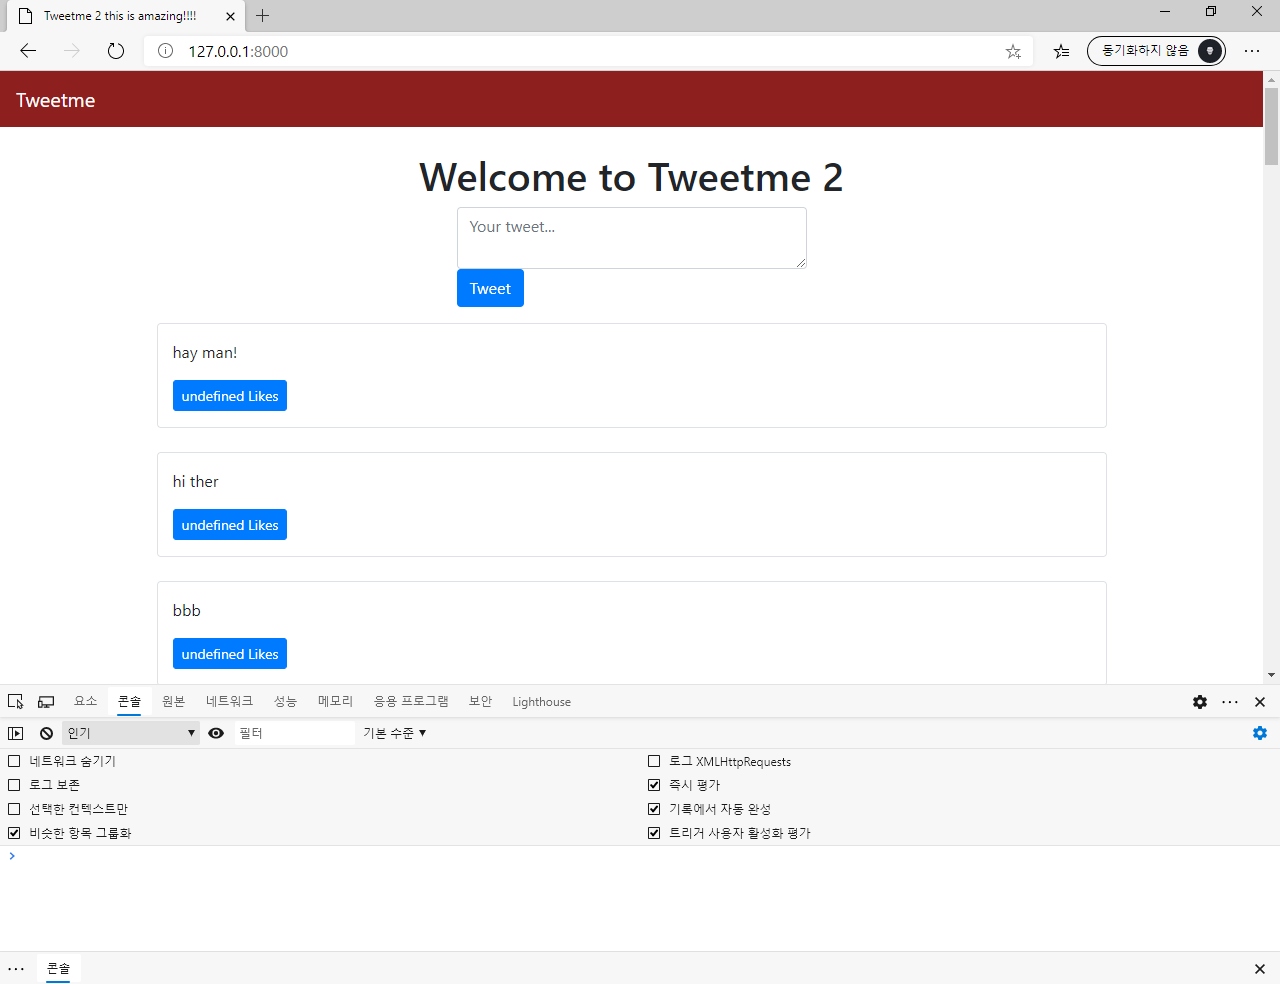 Tweetme 2 this is amazing!!!!
127.0.0.1:8000
동기화하지 않음
Tweetme
Welcome to Tweetme 2
Your tweet...
Tweet
hay man!
undefined Likes
hi ther
undefined Likes
bbb
undefined Likes
요소 콘솔 원본 네트워크 성능 메모리 응용 프로그램 보안 Lighthouse
인기 필터 기본 수준
네트워크 숨기기 로그 XMLHttpRequests
로그 보존 즉시 평가
선택한 컨텍스트만 기록에서 자동 완성
비슷한 항목 그룹화 트리거 사용자 활성화 평가
콘솔